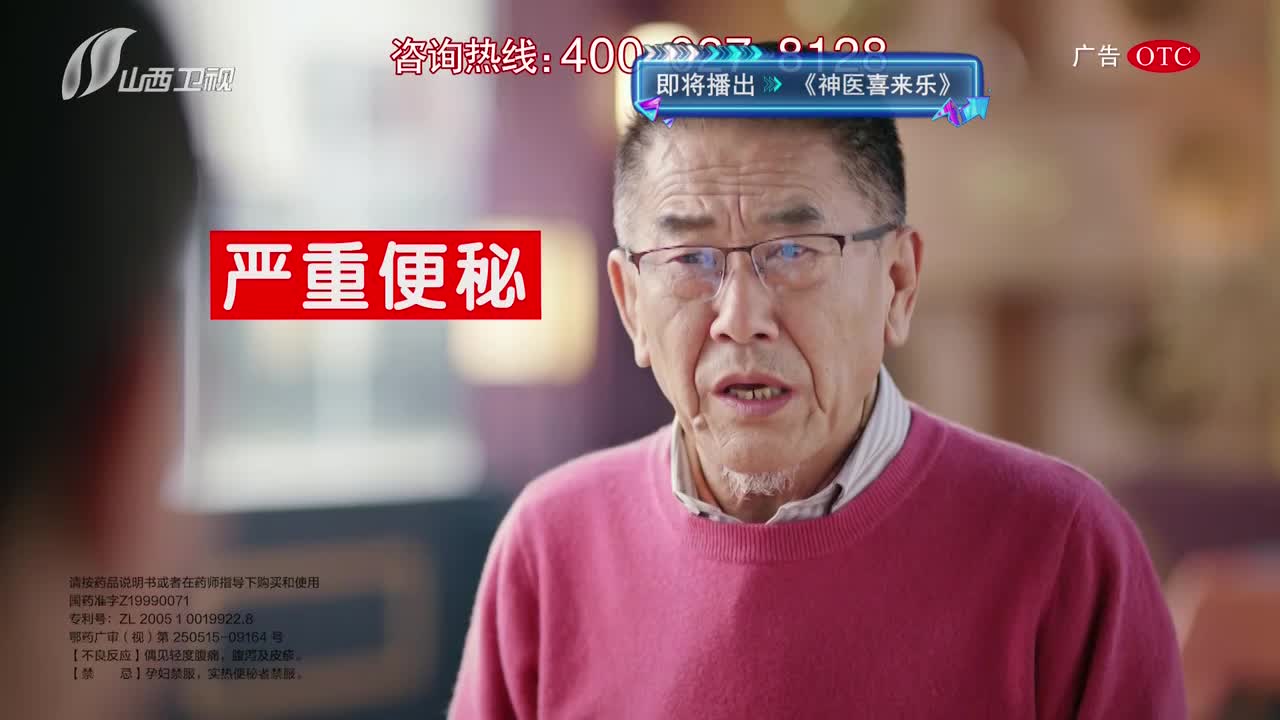 山西卫视
咨询热线:400 8128
广告 OTC
即将播出 《神医喜来乐》
严重便秘
请按药品说明书或者在药师指导下购买和使用
国药准字Z19990071
专利号：ZL 2005 1 0019922.8
鄂药广审（视）第 250515-09164 号
【不良反应】偶见轻度腹痛，腹泻及皮疹。
【禁 忌】孕妇禁服，实热便秘者禁服。